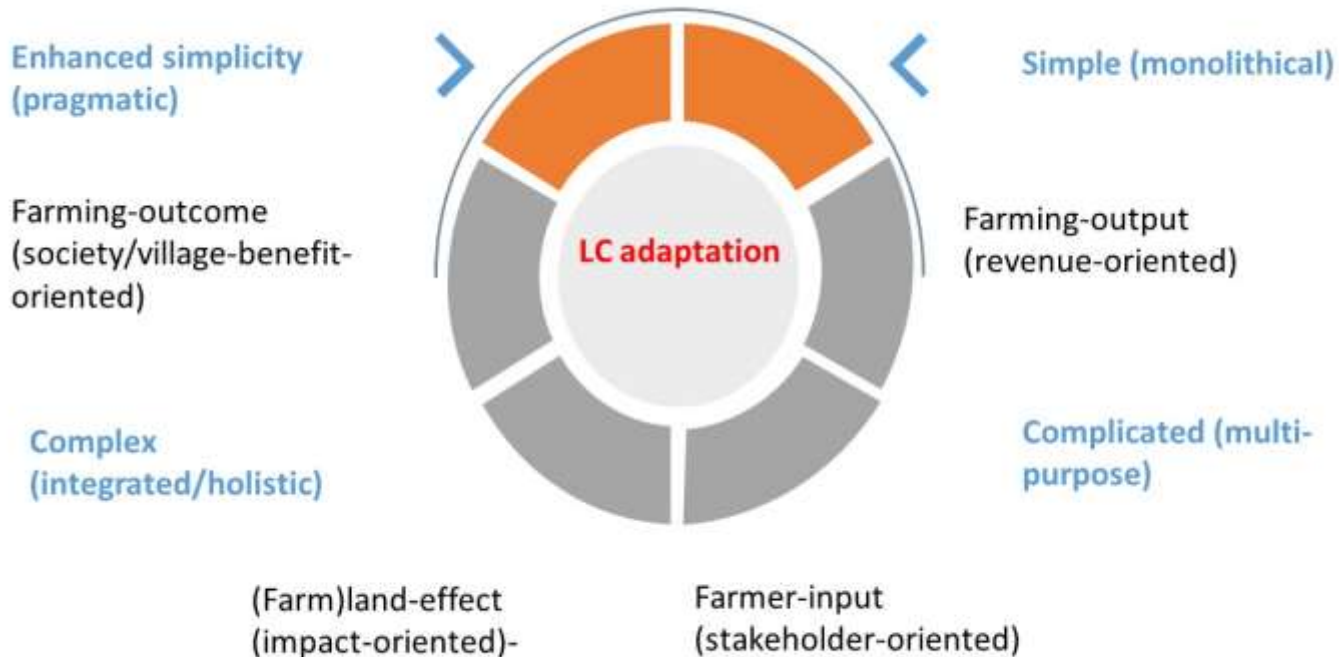 Enhanced simplicity
(pragmatic)
Simple (monolithical)
Farming-outcome
(society/village-benefit-
oriented)
LC adaptation
Farming-output
(revenue-oriented)
Complex
(integrated/holistic)
Complicated (multi-
purpose)
(Farm)land-effect
(impact-oriented)-
Farmer-input
(stakeholder-oriented)